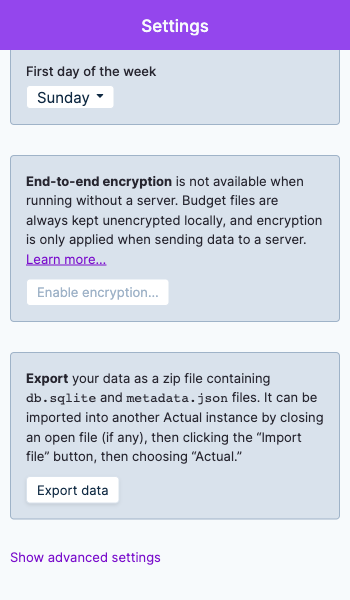 Settings
First day of the week
Sunday
End-to-end encryption is not available when
running without a server. Budget files are
always kept unencrypted locally, and encryption
is only applied when sending data to a server.
Learn more...
Enable encryption...
Export your data as a zip file containing
db.sqlite and metadata.json files. It can be
imported into another Actual instance by closing
an open file (if any), then clicking the “Import
file” button, then choosing “Actual.”
Export data
Show advanced settings